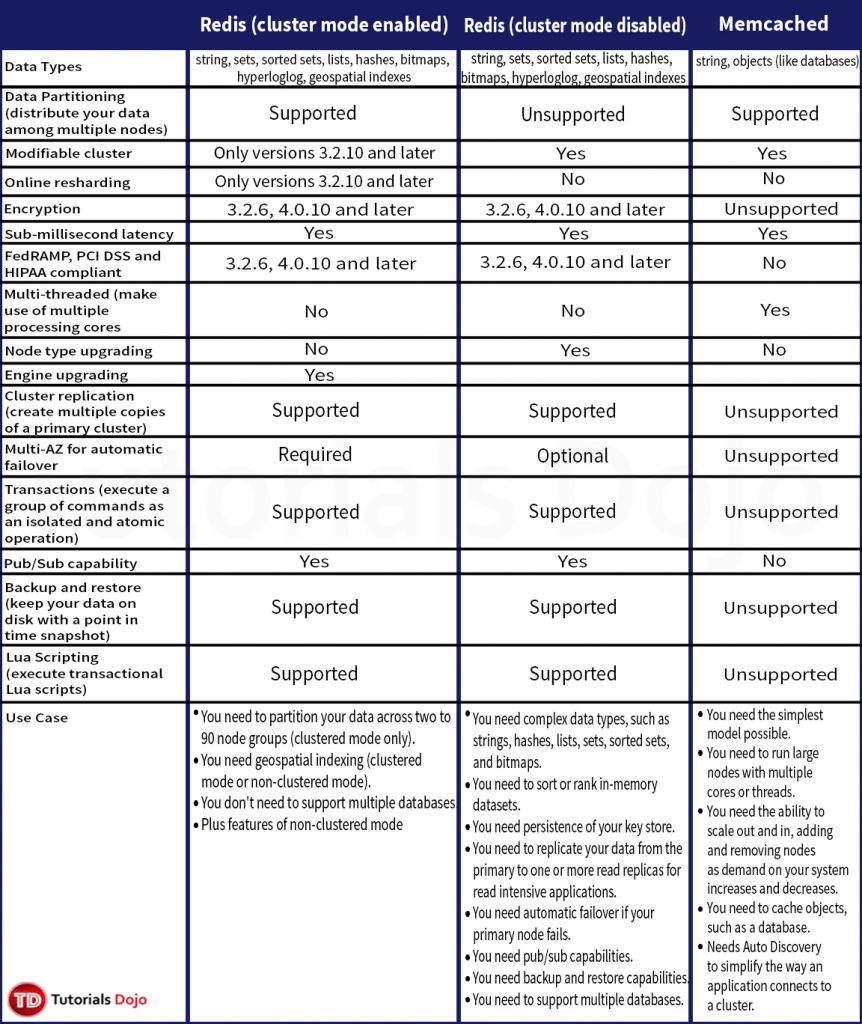 Redis (cluster mode enabled) Redis (cluster mode disabled) Memcached
Data Types
string, sets, sorted sets, lists, hashes, bitmaps,
hyperloglog, geospatial indexes
string, sets, sorted sets, lists, hashes,
bitmaps, hyperloglog, geospatial indexes
string, objects (like databases)
Data Partitioning
(distribute your data
among multiple nodes)
Supported Unsupported Supported
Modifiable cluster Only versions 3.2.10 and later Yes Yes
Online resharding Only versions 3.2.10 and later No No
Encryption 3.2.6, 4.0.10 and later 3.2.6, 4.0.10 and later Unsupported
Sub-millisecond latency Yes Yes Yes
FedRAMP, PCI DSS and
HIPAA compliant
3.2.6, 4.0.10 and later 3.2.6, 4.0.10 and later No
Multi-threaded (make
use of multiple
processing cores
No No Yes
Node type upgrading No Yes No
Engine upgrading Yes
Cluster replication
(create multiple copies
of a primary cluster)
Supported Supported Unsupported
Multi-AZ for automatic
failover
Required Optional Unsupported
Transactions (execute a
group of commands as
an isolated and atomic
operation)
Supported Supported Unsupported
Pub/Sub capability Yes Yes No
Backup and restore
(keep your data on
disk with a point in
time snapshot)
Supported Supported Unsupported
Lua Scripting
(execute transactional
Lua scripts)
Supported Supported Unsupported
Use Case
• You need to partition your data across two to
90 node groups (clustered mode only).
• You need geospatial indexing (clustered
mode or non-clustered mode).
• You don't need to support multiple databases
• Plus features of non-clustered mode
• You need complex data types, such as
strings, hashes, lists, sets, sorted sets,
and bitmaps.
• You need to sort or rank in-memory
datasets.
• You need persistence of your key store.
• You need to replicate your data from the
primary to one or more read replicas for
read intensive applications.
• You need automatic failover if your
primary node fails.
• You need pub/sub capabilities.
• You need backup and restore capabilities.
• You need to support multiple databases.
• You need the simplest
model possible.
• You need to run large
nodes with multiple
cores or threads.
• You need the ability to
scale out and in, adding
and removing nodes
as demand on your system
increases and decreases.
• You need to cache objects,
such as a database.
• Needs Auto Discovery
to simplify the way an
application connects to
a cluster.
TD Tutorials Dojo
utorials Dojo